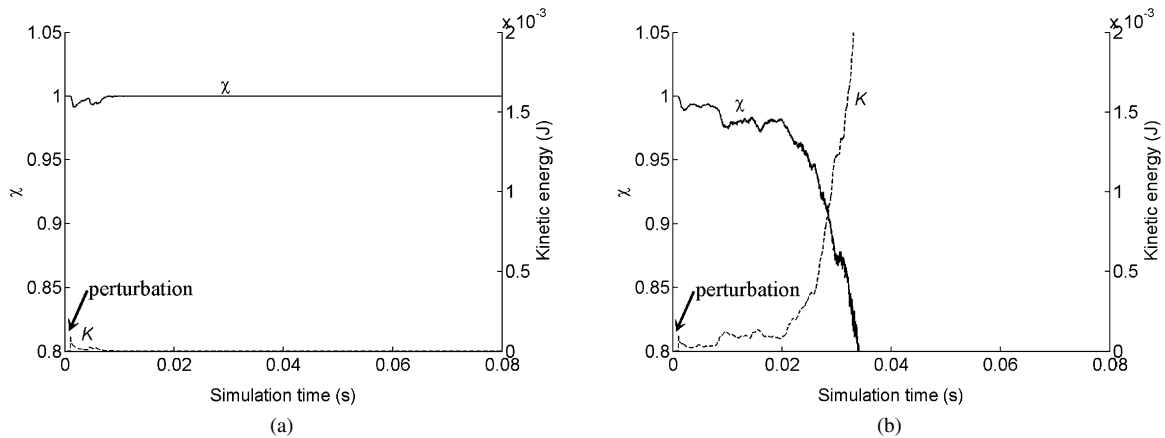 x 10⁻³
1.05
1
0.95
0.9
0.85
0.8
χ
χ
K
perturbation
2
1.5
1
0.5
0
Kinetic energy (J)
0 0.02 0.04 0.06 0.08
Simulation time (s)
(a)
x 10⁻³
1.05
1
0.95
0.9
0.85
0.8
χ
χ
K
perturbation
2
1.5
1
0.5
0
Kinetic energy (J)
0 0.02 0.04 0.06 0.08
Simulation time (s)
(b)